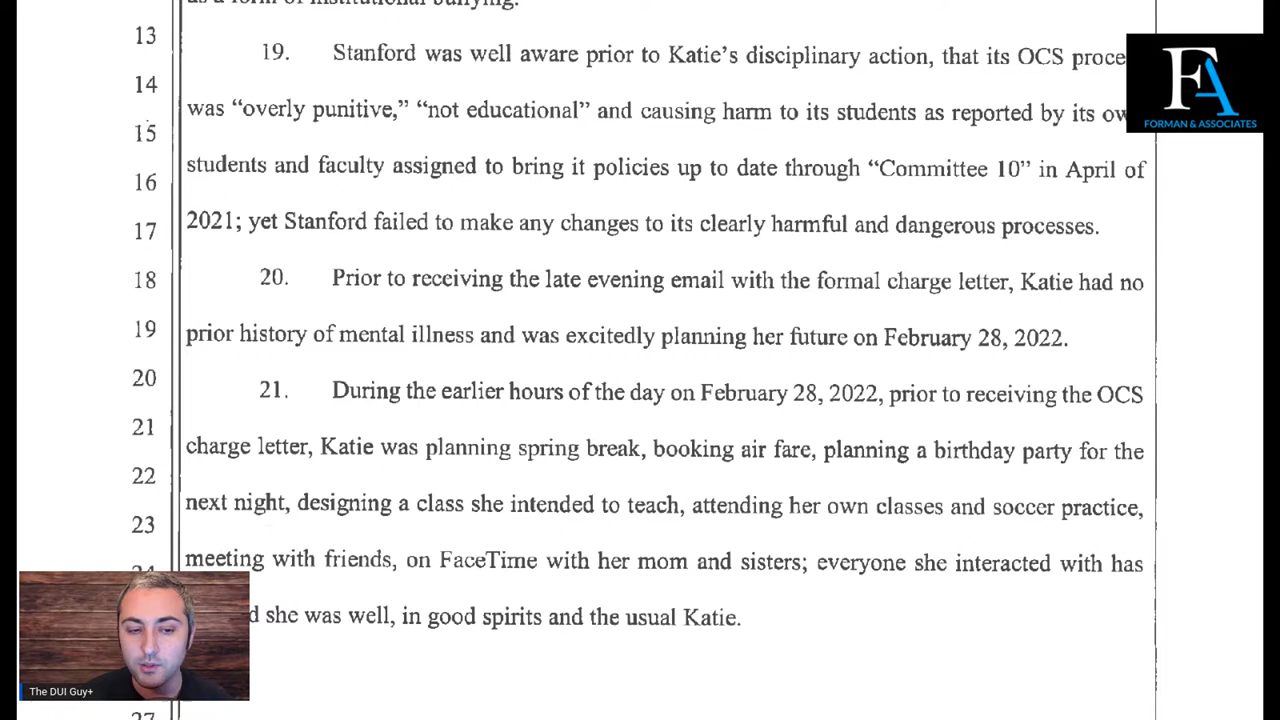 as a form of institutional bullying.
13
19. Stanford was well aware prior to Katie's disciplinary action, that its OCS
14
was "overly punitive," "not educational" and causing harm to its students as reported by its
15
students and faculty assigned to bring it policies up to date through "Committee 10" in April of
16
2021; yet Stanford failed to make any changes to its clearly harmful and dangerous processes.
17
18
20. Prior to receiving the late evening email with the formal charge letter, Katie had no
19
prior history of mental illness and was excitedly planning her future on February 28, 2022.
20
21. During the earlier hours of the day on February 28, 2022, prior to receiving the OCS
21
charge letter, Katie was planning spring break, booking air fare, planning a birthday party for the
22
next night, designing a class she intended to teach, attending her own classes and soccer practice,
23
meeting with friends, on FaceTime with her mom and sisters; everyone she interacted with has
she was well, in good spirits and the usual Katie.
27
FA
FORMAN & ASSOCIATES
The DUI Guy+